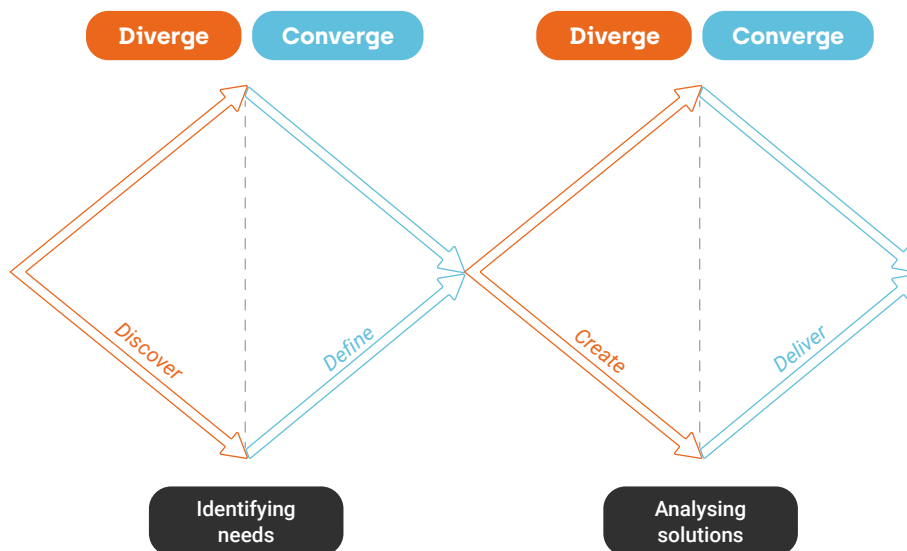 Diverge
Converge
Diverge
Converge
Discover
Define
Create
Deliver
Identifying
needs
Analysing
solutions